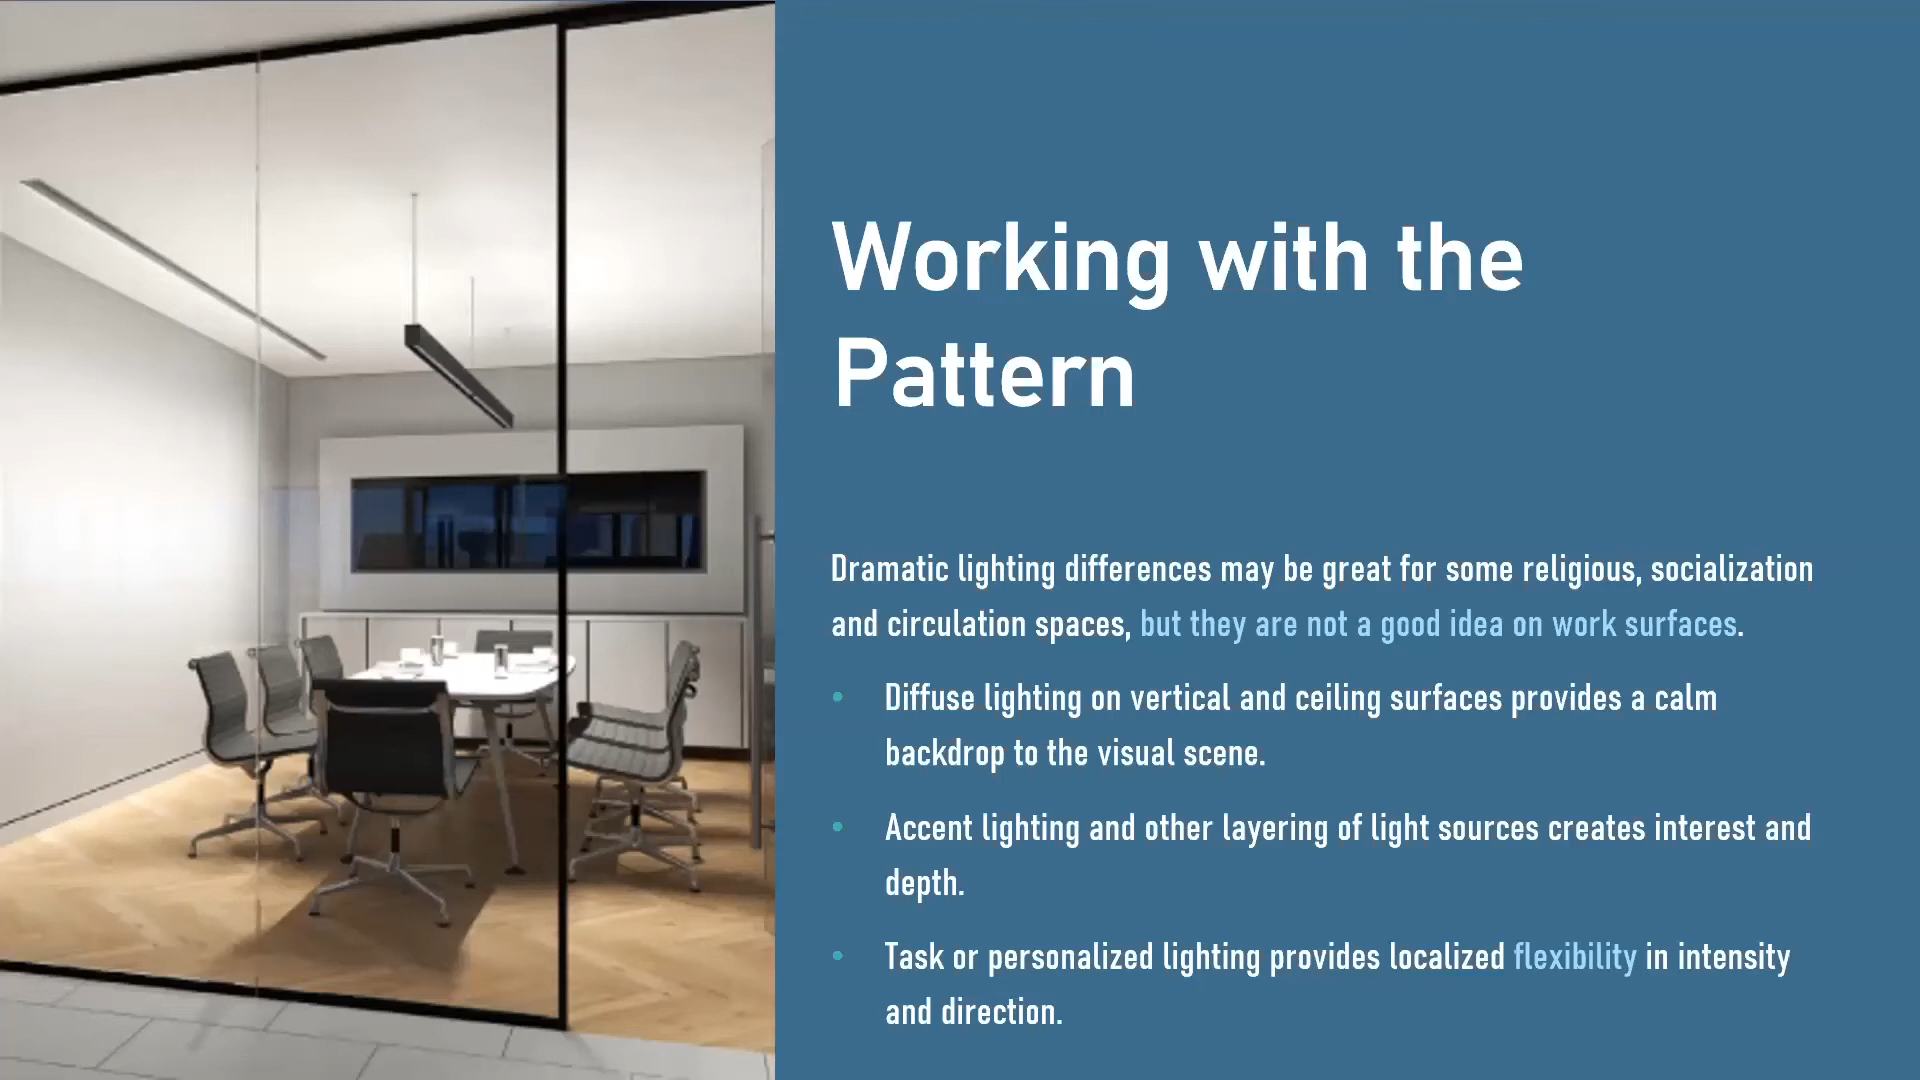 Working with the
Pattern
Dramatic lighting differences may be great for some religious, socialization
and circulation spaces, but they are not a good idea on work surfaces.
• Diffuse lighting on vertical and ceiling surfaces provides a calm
backdrop to the visual scene.
• Accent lighting and other layering of light sources creates interest and
depth.
• Task or personalized lighting provides localized flexibility in intensity
and direction.